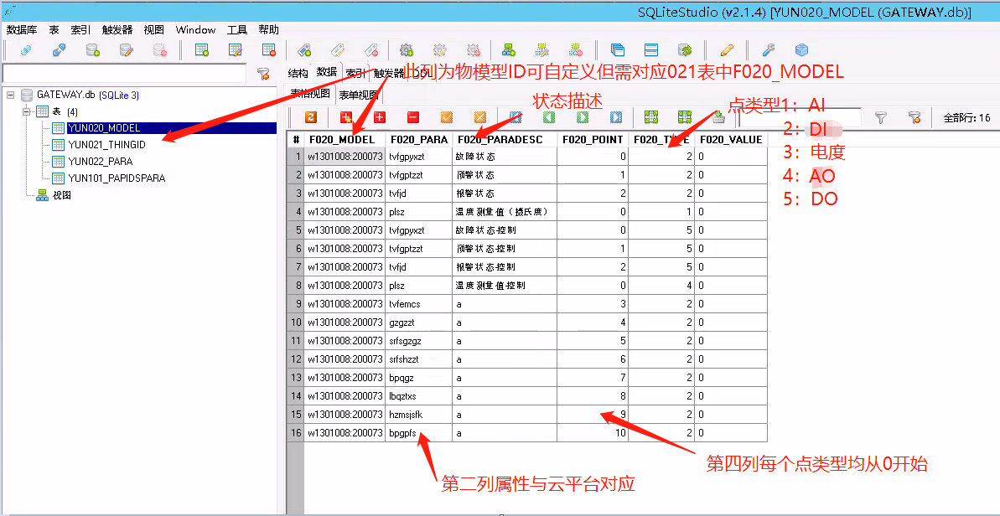 SQLiteStudio (v2.1.4) [YUN020_MODEL (GATEWAY.db)]
数据库 表 索引 触发器 视图 Window 工具 帮助
结构 数据 索引 触发器 DDL
此列为物模型ID可自定义但需对应021表中F020_MODEL
表格视图 表单视图
状态描述
点类型1： AI
2： DI
3： 电度
4： AO
5： DO
全部行: 16
GATEWAY.db (SQLite 3)
表 (4)
YUN020_MODEL
YUN021_THINGID
YUN022_PARA
YUN101_PAPIDSPARA
视图
# F020_MODEL F020_PARA F020_PARADESC F020_POINT F020_TYPE F020_VALUE
1 w1301008:200073 tvfgpyxzt 故障状态 0 2 0
2 w1301008:200073 tvfgptzzt 预警状态 1 2 0
3 w1301008:200073 tvfjd 报警状态 2 2 0
4 w1301008:200073 plsz 温度测量值（摄氏度） 0 1 0
5 w1301008:200073 tvfgpyxzt 故障状态-控制 0 5 0
6 w1301008:200073 tvfgptzzt 预警状态-控制 1 5 0
7 w1301008:200073 tvfjd 报警状态-控制 2 5 0
8 w1301008:200073 plsz 温度测量值-控制 0 4 0
9 w1301008:200073 tvfemcs a 3 2 0
10 w1301008:200073 gzgzzt a 4 2 0
11 w1301008:200073 srfsgzgz a 5 2 0
12 w1301008:200073 srfshzzt a 6 2 0
13 w1301008:200073 bpqgz a 7 2 0
14 w1301008:200073 lbqztxs a 8 2 0
15 w1301008:200073 hzmsjsfk a 9 2 0
16 w1301008:200073 bpgpfs a 10 2 0
第四列每个点类型均从0开始
第二列属性与云平台对应